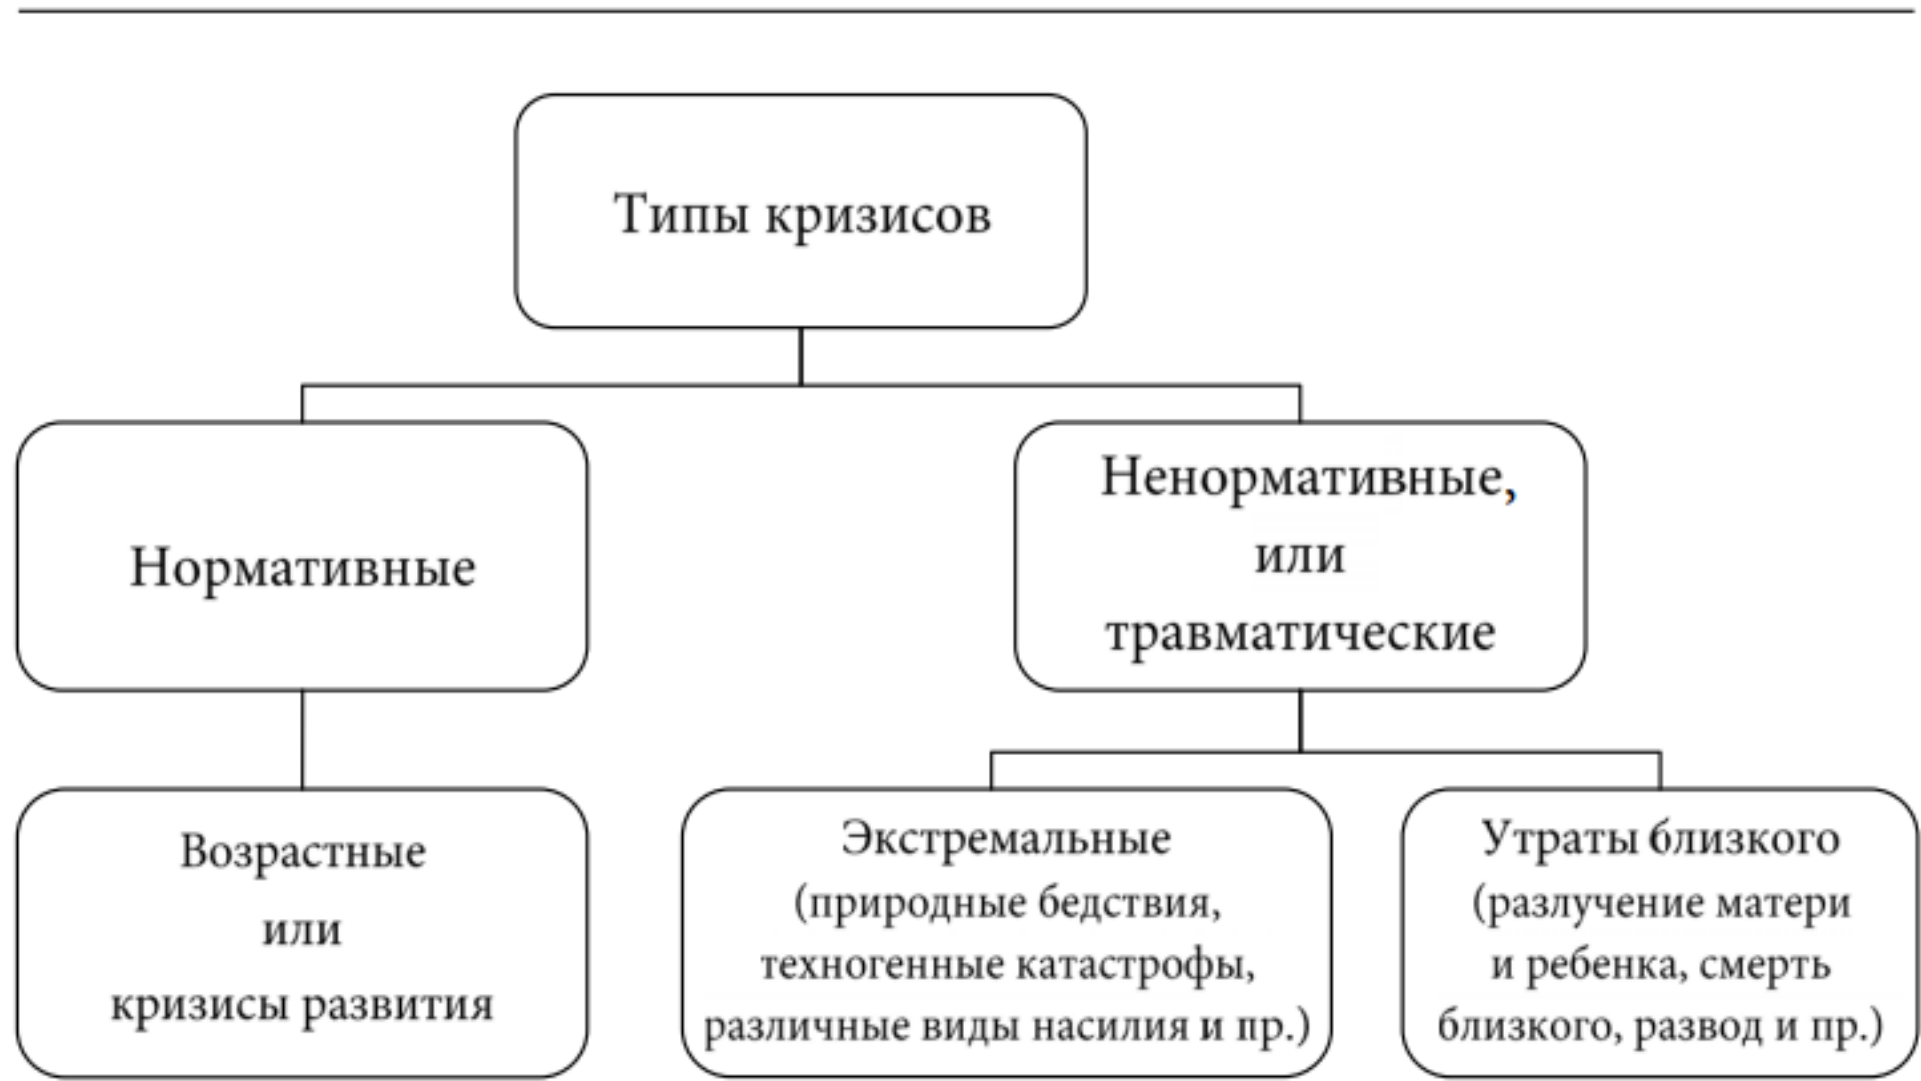 Типы кризисов
Нормативные
Ненормативные,
или
травматические
Возрастные
или
кризисы развития
Экстремальные
(природные бедствия,
техногенные катастрофы,
различные виды насилия и пр.)
Утраты близкого
(разлучение матери
и ребенка, смерть
близкого, развод и пр.)